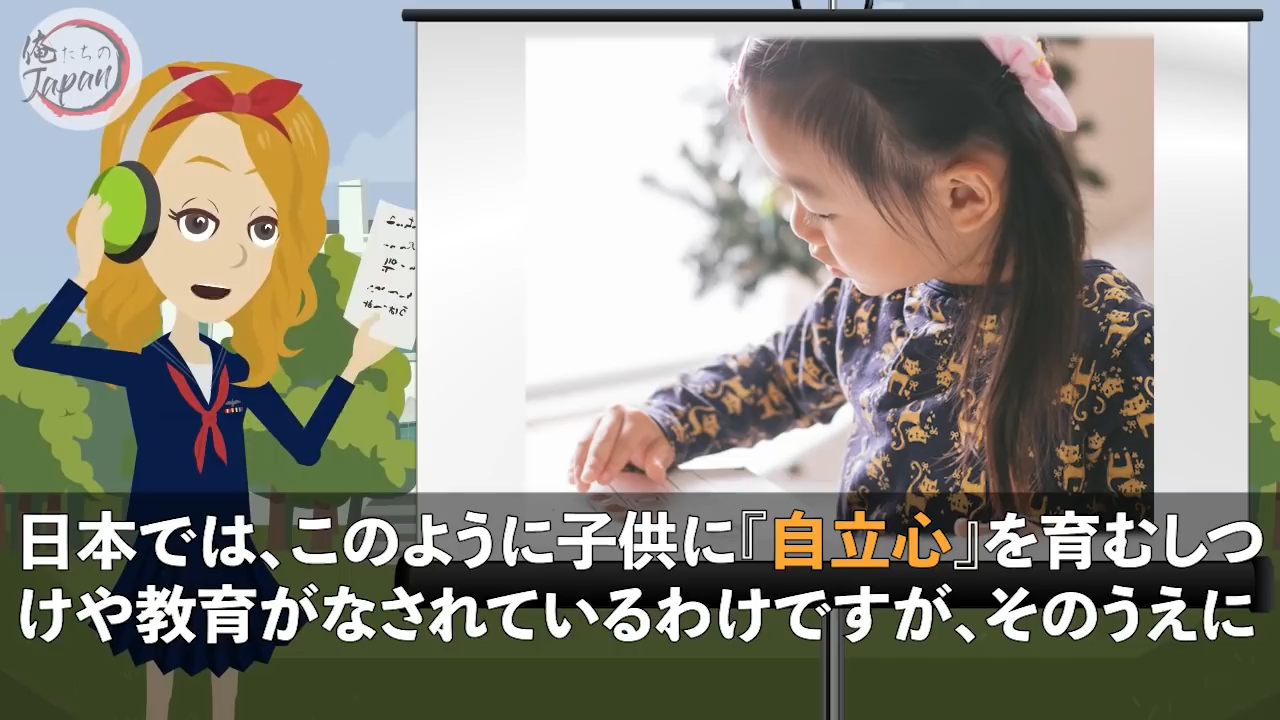 俺たちの
Japan
日本では、このように子供に『自立心』を育むしつ
けや教育がなされているわけですが、そのうえに